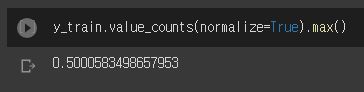 y_train.value_counts(normalize=True).max()
0.5000583498657953